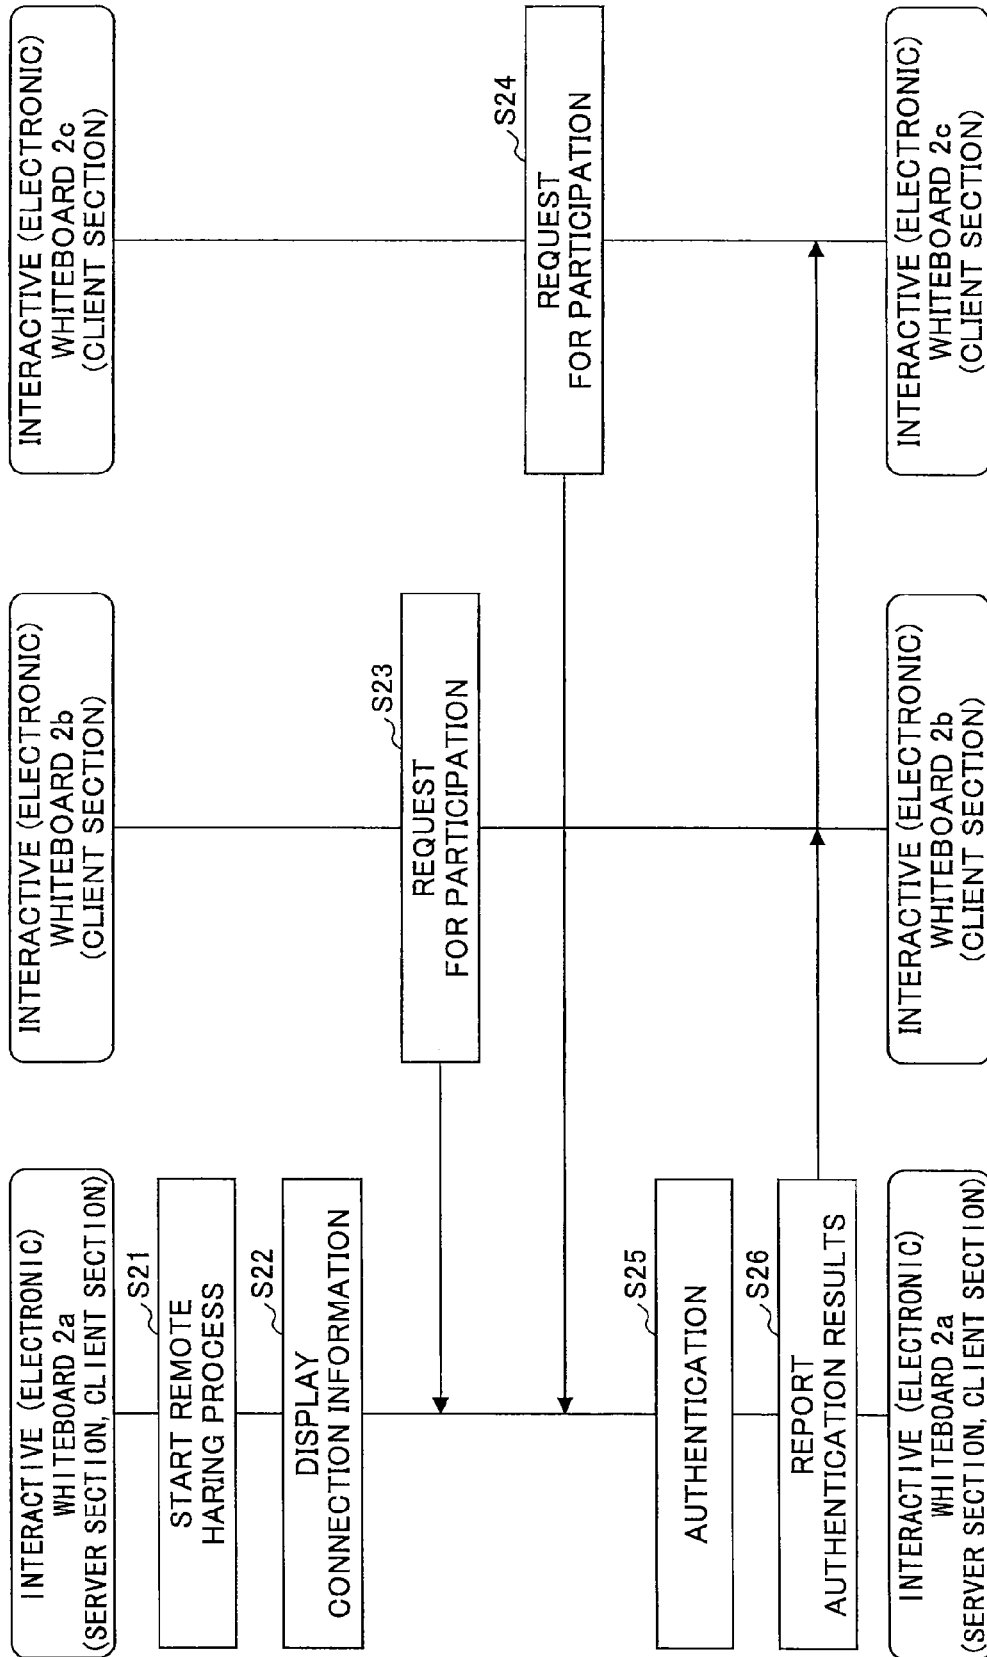 INTERACTIVE (ELECTRONIC)
WHITEBOARD 2a
(SERVER SECTION, CLIENT SECTION)
INTERACTIVE (ELECTRONIC)
WHITEBOARD 2b
(CLIENT SECTION)
INTERACTIVE (ELECTRONIC)
WHITEBOARD 2c
(CLIENT SECTION)
S21
START REMOTE
HARING PROCESS
S22
DISPLAY
CONNECTION INFORMATION
S23
REQUEST
FOR PARTICIPATION
S24
REQUEST
FOR PARTICIPATION
S25
AUTHENTICATION
S26
REPORT
AUTHENTICATION RESULTS
INTERACTIVE (ELECTRONIC)
WHITEBOARD 2a
(SERVER SECTION, CLIENT SECTION)
INTERACTIVE (ELECTRONIC)
WHITEBOARD 2b
(CLIENT SECTION)
INTERACTIVE (ELECTRONIC)
WHITEBOARD 2c
(CLIENT SECTION)